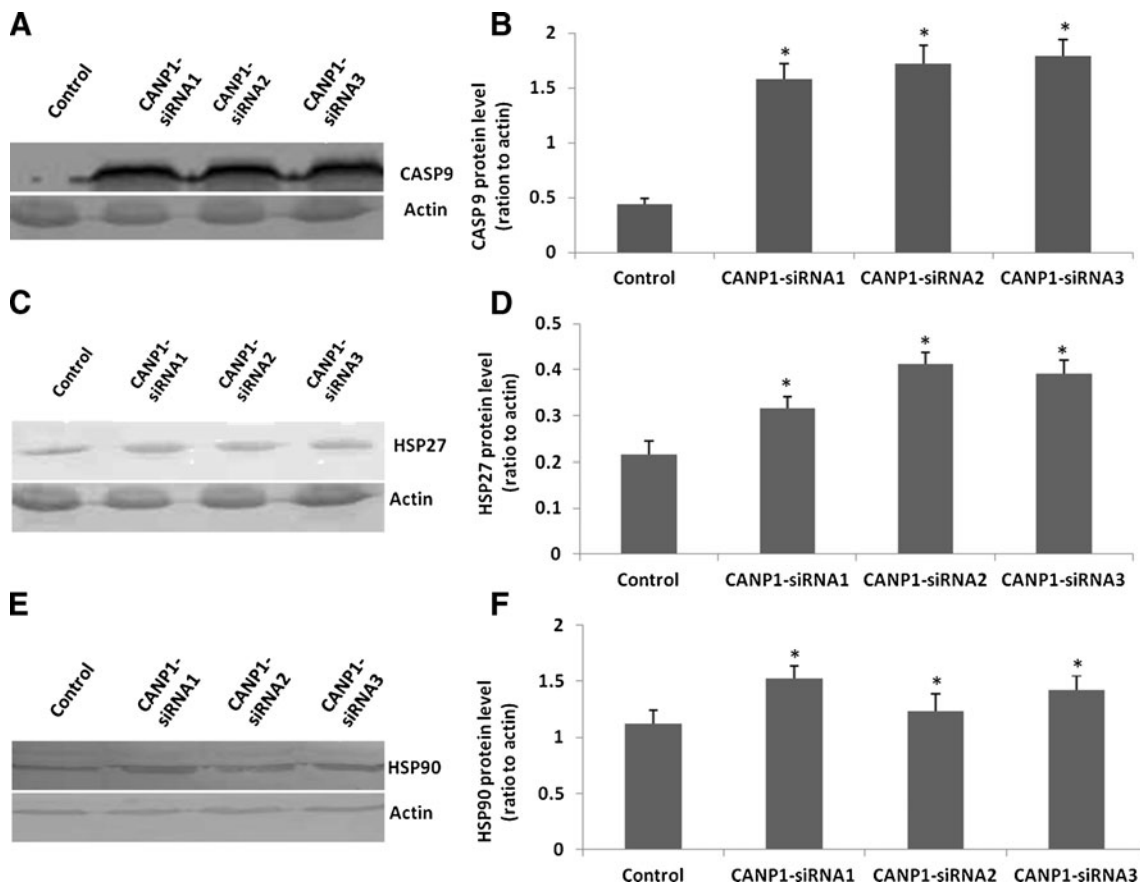 A
Control
CANP1-
siRNA1
CANP1-
siRNA2
CANP1-
siRNA3
CASP9
Actin
B
CASP 9 protein level
(ration to actin)
2
1.5
1
0.5
0
*
*
*
Control
CANP1-siRNA1
CANP1-siRNA2
CANP1-siRNA3
C
Control
CANP1-
siRNA1
CANP1-
siRNA2
CANP1-
siRNA3
HSP27
Actin
D
HSP27 protein level
(ratio to actin)
0.5
0.4
0.3
0.2
0.1
0
*
*
*
Control
CANP1-siRNA1
CANP1-siRNA2
CANP1-siRNA3
E
Control
CANP1-
siRNA1
CANP1-
siRNA2
CANP1-
siRNA3
HSP90
Actin
F
HSP90 protein level
(ratio to actin)
2
1.5
1
0.5
0
*
*
*
Control
CANP1-siRNA1
CANP1-siRNA2
CANP1-siRNA3